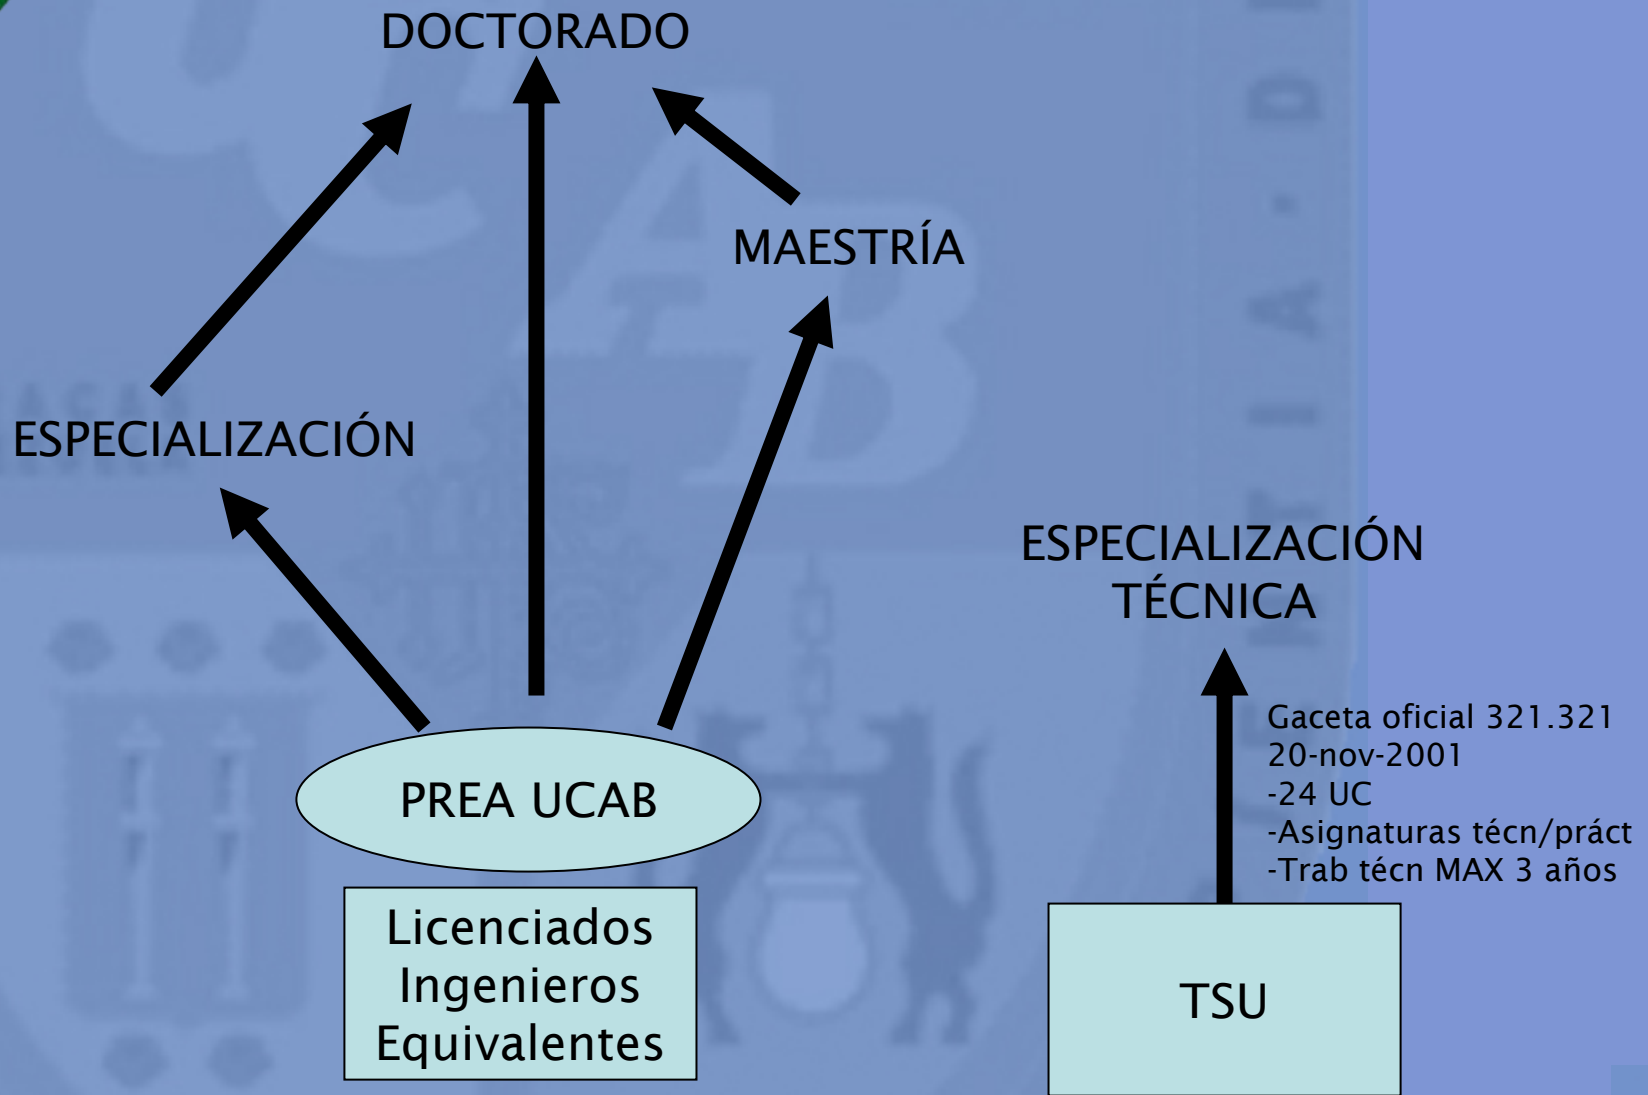 DOCTORADO
MAESTRÍA
ESPECIALIZACIÓN
ESPECIALIZACIÓN
TÉCNICA
Gaceta oficial 321.321
20-nov-2001
-24 UC
-Asignaturas técn/práct
-Trab técn MAX 3 años
PREA UCAB
Licenciados
Ingenieros
Equivalentes
TSU